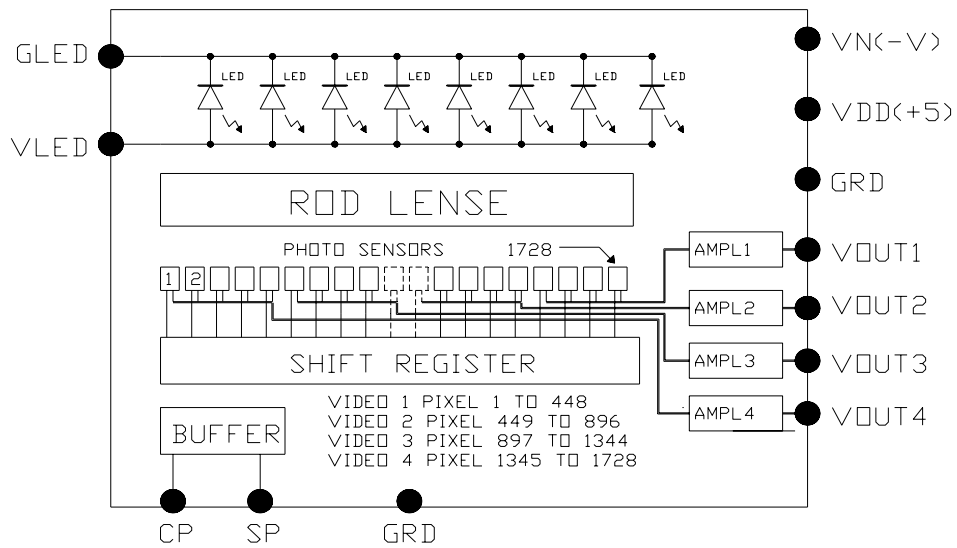 GLED
VLED
LED LED LED LED LED LED LED LED
VN(-V)
VDD(+5)
GRD
ROD LENSE
PHOTO SENSORS
1728
1 2
AMPL1
VOUT1
AMPL2
VOUT2
AMPL3
VOUT3
AMPL4
VOUT4
SHIFT REGISTER
VIDEO 1 PIXEL 1 TO 448
VIDEO 2 PIXEL 449 TO 896
VIDEO 3 PIXEL 897 TO 1344
VIDEO 4 PIXEL 1345 TO 1728
BUFFER
CP
SP
GRD